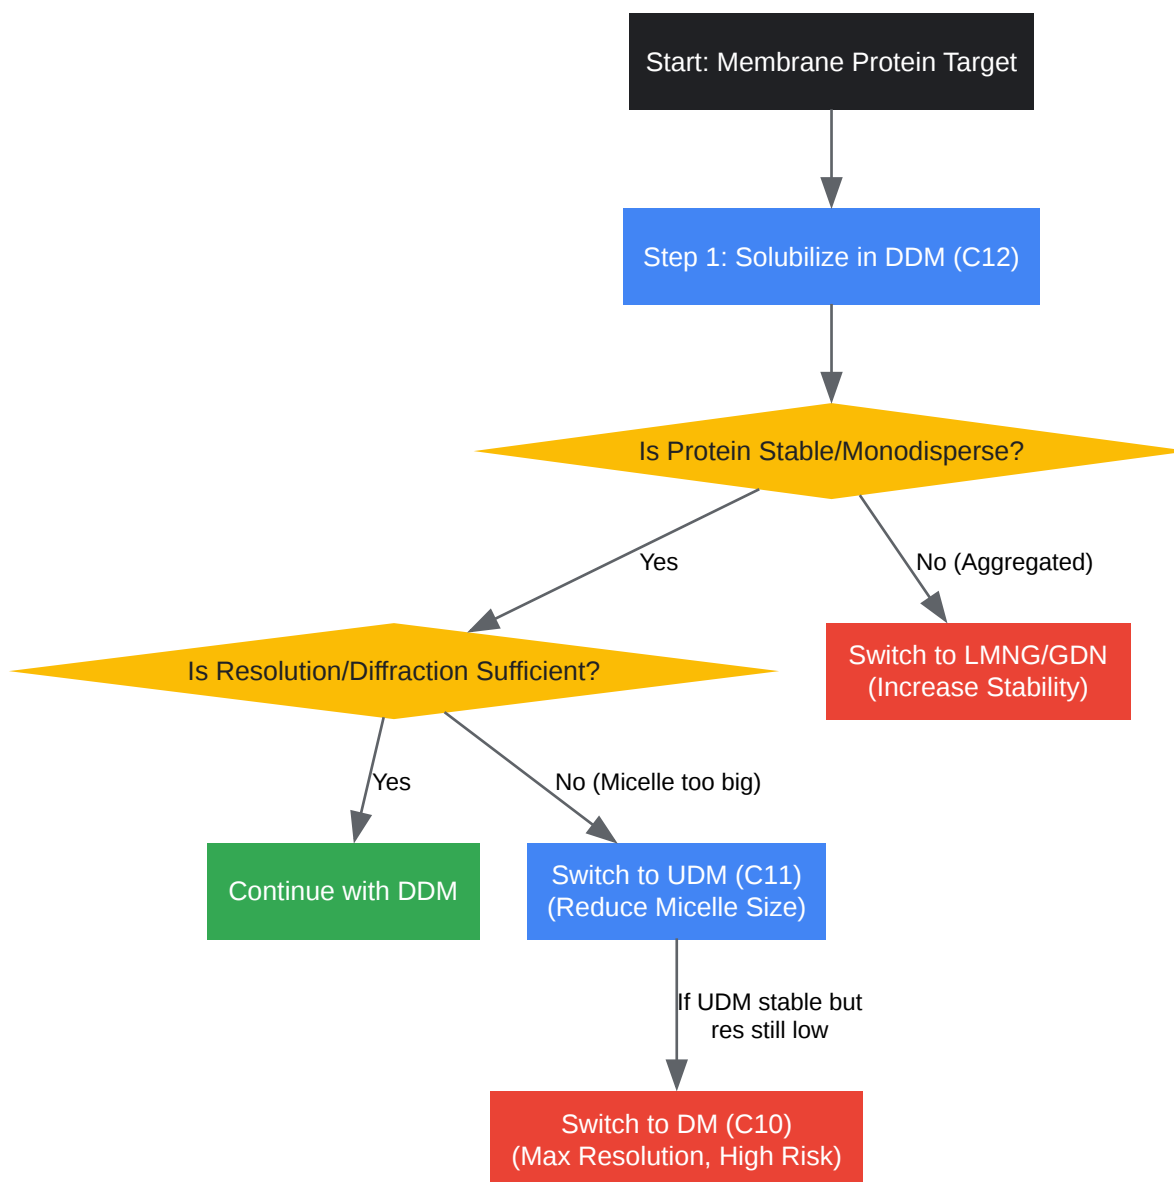 Start: Membrane Protein Target
Step 1: Solubilize in DDM (C12)
Is Protein Stable/Monodisperse?
Yes
No (Aggregated)
Is Resolution/Diffraction Sufficient?
Switch to LMNG/GDN
(Increase Stability)
Yes
No (Micelle too big)
Continue with DDM
Switch to UDM (C11)
(Reduce Micelle Size)
If UDM stable but
res still low
Switch to DM (C10)
(Max Resolution, High Risk)